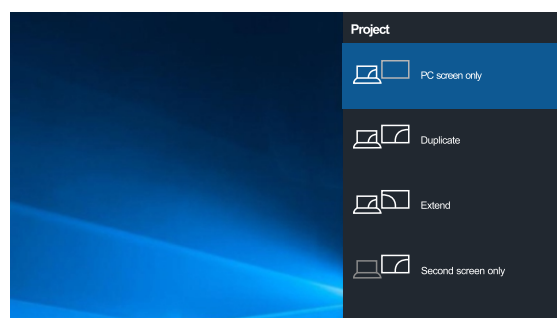 Project
PC screen only
Duplicate
Extend
Second screen only